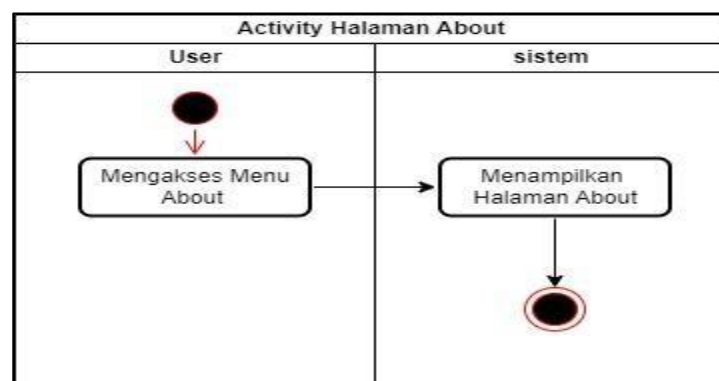 Activity Halaman About
User
sistem
Mengakses Menu
About
Menampilkan
Halaman About